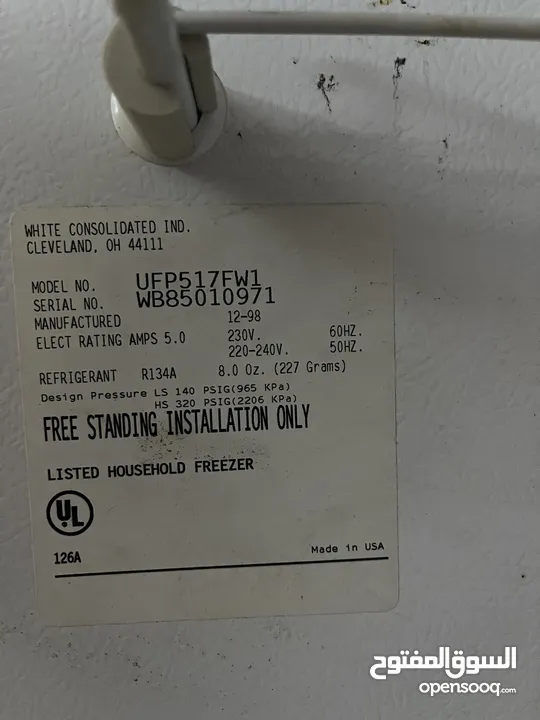 WHITE CONSOLIDATED IND.
CLEVELAND, OH 44111
MODEL NO. UFP517FW1
SERIAL NO. WB85010971
MANUFACTURED 12-98
ELECT RATING AMPS 5.0 230V. 60HZ.
220-240V. 50HZ.
REFRIGERANT R134A 8.0 Oz. (227 Grams)
Design Pressure LS 140 PSIG(965 KPa)
HS 320 PSIG(2206 KPa)
FREE STANDING INSTALLATION ONLY
LISTED HOUSEHOLD FREEZER
UL
126A Made in USA
السوق المفتوح
opensooq.com